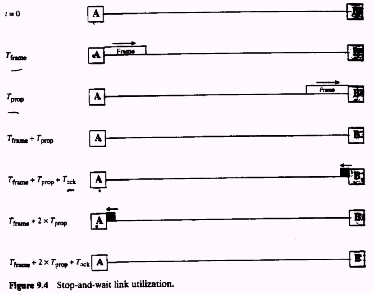 t = 0 A B
T_frame A Frame B
T_prop A Frame B
T_frame + T_prop A B
T_frame + T_prop + T_ack A B
T_frame + 2 × T_prop A B
T_frame + 2 × T_prop + T_ack A B
Figure 9.4 Stop-and-wait link utilization.